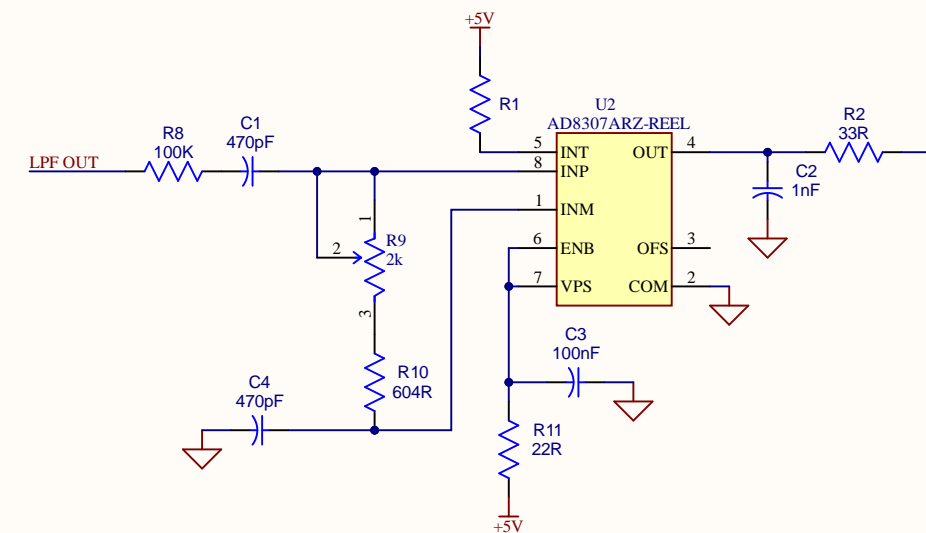 +5V
R1
U2
AD8307ARZ-REEL
R8
100K
C1
470pF
LPF OUT
5
INT
8
INP
1
INM
6
ENB
7
VPS
OUT
4
OFS
3
COM
2
R2
33R
C2
1nF
1
2
R9
2k
3
R10
604R
C4
470pF
C3
100nF
R11
22R
+5V